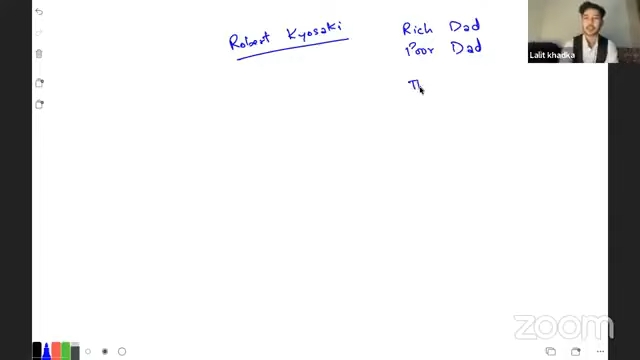 Robert Kyosaki
Rich Dad
Poor Dad
Lalit khadka
zoom